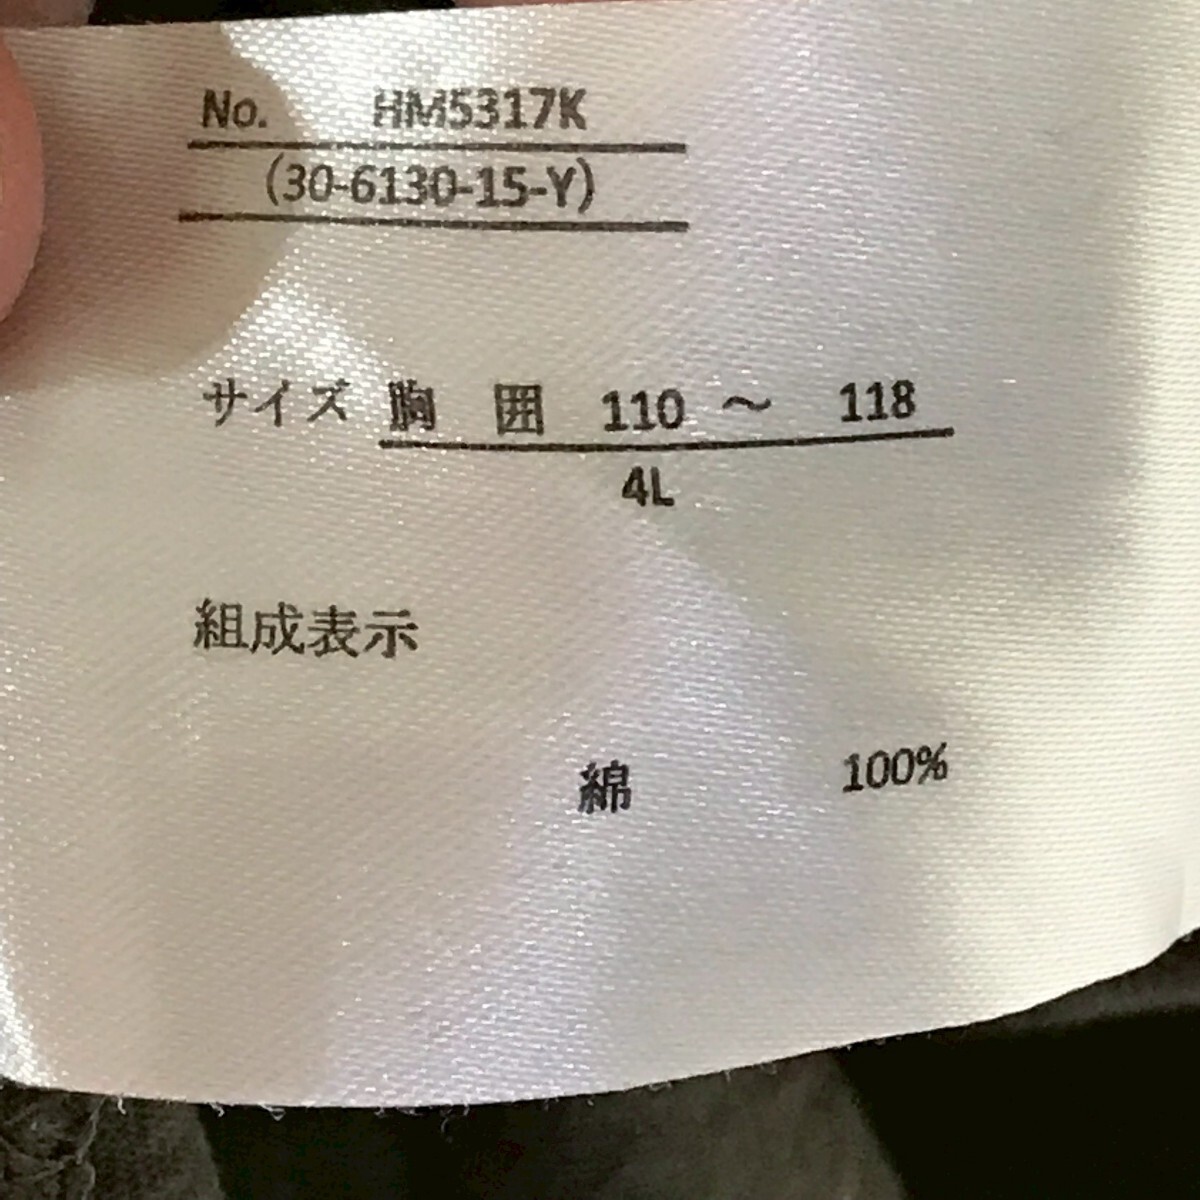 No. HM5317K
(30-6130-15-Y)
サイズ 胸 囲 110 ～ 118
4L
組成表示
綿 100%